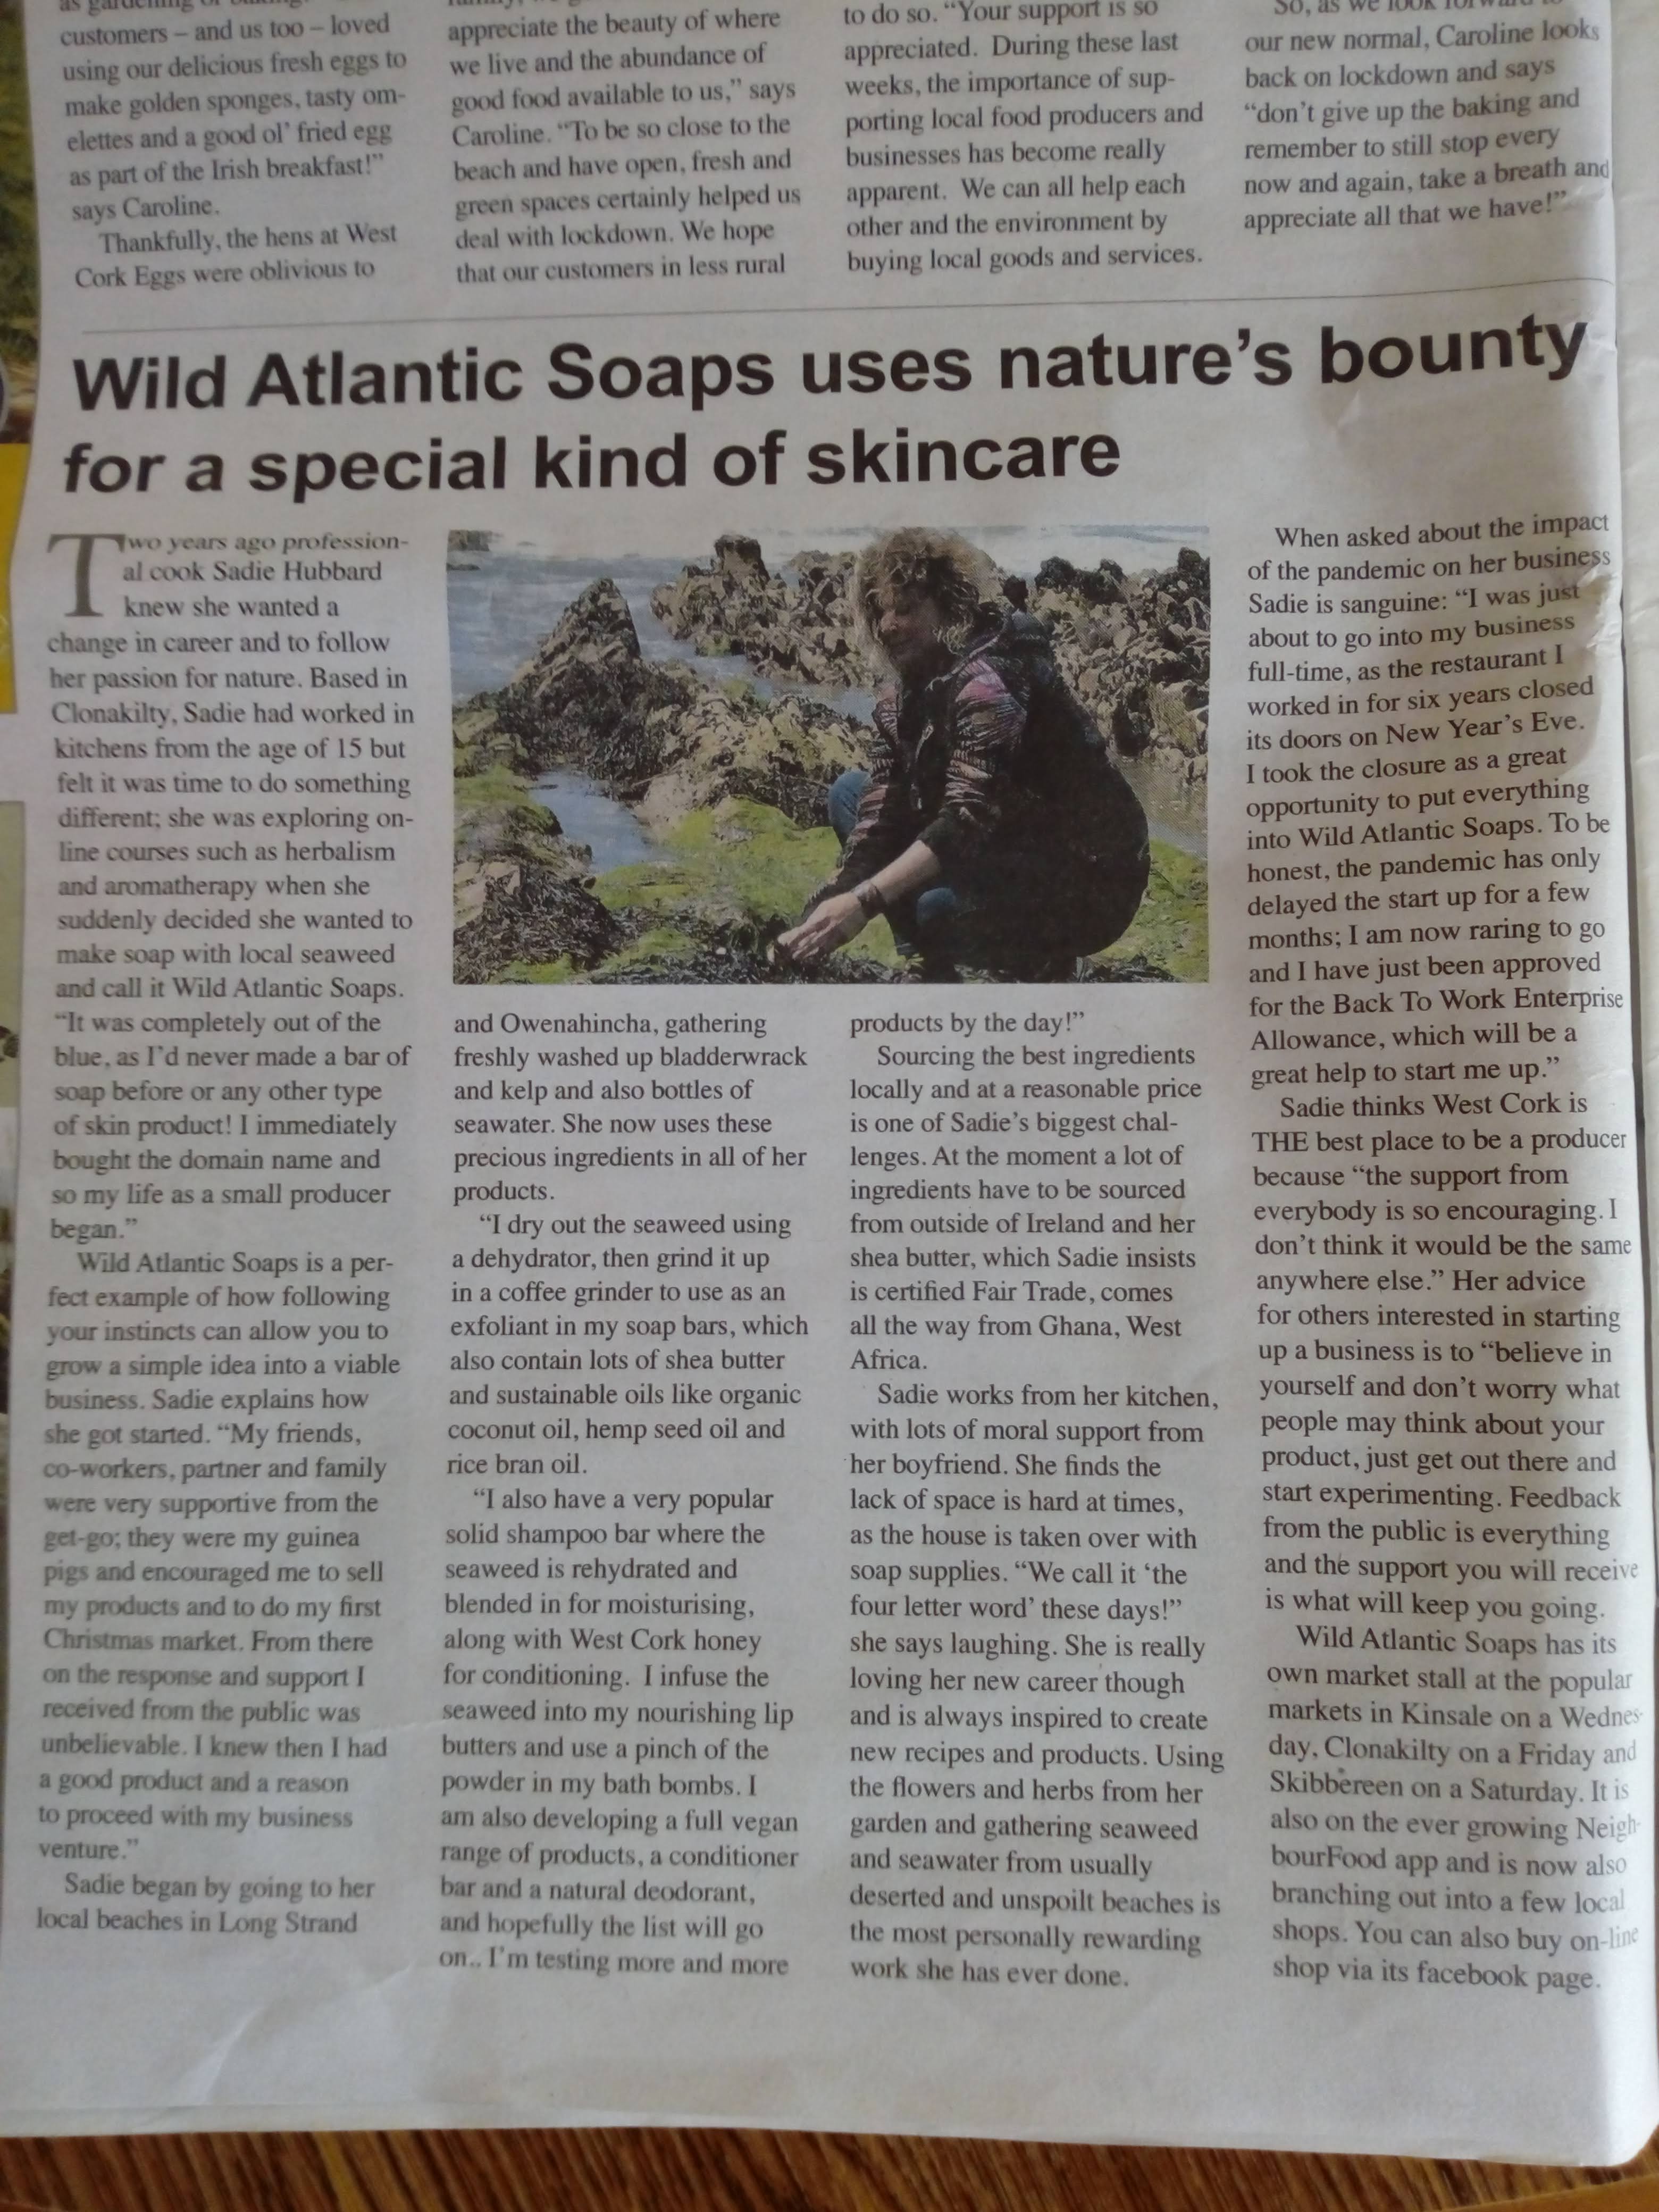 customers – and us too – loved
using our delicious fresh eggs to
make golden sponges, tasty om-
elettes and a good ol’ fried egg
as part of the Irish breakfast!”
says Caroline.
Thankfully, the hens at West
Cork Eggs were oblivious to
appreciate the beauty of where
we live and the abundance of
good food available to us,” says
Caroline. “To be so close to the
beach and have open, fresh and
green spaces certainly helped us
deal with lockdown. We hope
that our customers in less rural
to do so. “Your support is so
appreciated. During these last
weeks, the importance of sup-
porting local food producers and
businesses has become really
apparent. We can all help each
other and the environment by
buying local goods and services.
So, as we look forward to
our new normal, Caroline looks
back on lockdown and says
“don’t give up the baking and
remember to still stop every
now and again, take a breath and
appreciate all that we have!”
Wild Atlantic Soaps uses nature’s bounty
for a special kind of skincare
Two years ago profession-
al cook Sadie Hubbard
knew she wanted a
change in career and to follow
her passion for nature. Based in
Clonakilty, Sadie had worked in
kitchens from the age of 15 but
felt it was time to do something
different; she was exploring on-
line courses such as herbalism
and aromatherapy when she
suddenly decided she wanted to
make soap with local seaweed
and call it Wild Atlantic Soaps.
“It was completely out of the
blue, as I’d never made a bar of
soap before or any other type
of skin product! I immediately
bought the domain name and
so my life as a small producer
began.”
Wild Atlantic Soaps is a per-
fect example of how following
your instincts can allow you to
grow a simple idea into a viable
business. Sadie explains how
she got started. “My friends,
co-workers, partner and family
were very supportive from the
get-go; they were my guinea
pigs and encouraged me to sell
my products and to do my first
Christmas market. From there
on the response and support I
received from the public was
unbelievable. I knew then I had
a good product and a reason
to proceed with my business
venture.”
Sadie began by going to her
local beaches in Long Strand
and Owenahincha, gathering
freshly washed up bladderwrack
and kelp and also bottles of
seawater. She now uses these
precious ingredients in all of her
products.
“I dry out the seaweed using
a dehydrator, then grind it up
in a coffee grinder to use as an
exfoliant in my soap bars, which
also contain lots of shea butter
and sustainable oils like organic
coconut oil, hemp seed oil and
rice bran oil.
“I also have a very popular
solid shampoo bar where the
seaweed is rehydrated and
blended in for moisturising,
along with West Cork honey
for conditioning. I infuse the
seaweed into my nourishing lip
butters and use a pinch of the
powder in my bath bombs. I
am also developing a full vegan
range of products, a conditioner
bar and a natural deodorant,
and hopefully the list will go
on.. I’m testing more and more
products by the day!”
Sourcing the best ingredients
locally and at a reasonable price
is one of Sadie’s biggest chal-
lenges. At the moment a lot of
ingredients have to be sourced
from outside of Ireland and her
shea butter, which Sadie insists
is certified Fair Trade, comes
all the way from Ghana, West
Africa.
Sadie works from her kitchen,
with lots of moral support from
her boyfriend. She finds the
lack of space is hard at times,
as the house is taken over with
soap supplies. “We call it ‘the
four letter word’ these days!”
she says laughing. She is really
loving her new career though
and is always inspired to create
new recipes and products. Using
the flowers and herbs from her
garden and gathering seaweed
and seawater from usually
deserted and unspoilt beaches is
the most personally rewarding
work she has ever done.
When asked about the impact
of the pandemic on her business
Sadie is sanguine: “I was just
about to go into my business
full-time, as the restaurant I
worked in for six years closed
its doors on New Year’s Eve.
I took the closure as a great
opportunity to put everything
into Wild Atlantic Soaps. To be
honest, the pandemic has only
delayed the start up for a few
months; I am now raring to go
and I have just been approved
for the Back To Work Enterprise
Allowance, which will be a
great help to start me up.”
Sadie thinks West Cork is
THE best place to be a producer
because “the support from
everybody is so encouraging. I
don’t think it would be the same
anywhere else.” Her advice
for others interested in starting
up a business is to “believe in
yourself and don’t worry what
people may think about your
product, just get out there and
start experimenting. Feedback
from the public is everything
and the support you will receive
is what will keep you going.
Wild Atlantic Soaps has its
own market stall at the popular
markets in Kinsale on a Wednes-
day, Clonakilty on a Friday and
Skibbereen on a Saturday. It is
also on the ever growing Neigh-
bourFood app and is now also
branching out into a few local
shops. You can also buy on-line
shop via its facebook page.